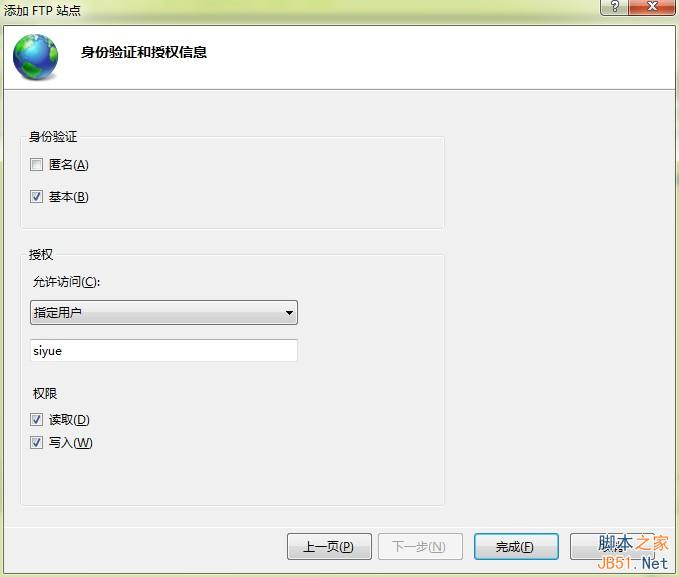 添加 FTP 站点
身份验证和授权信息
身份验证
匿名(A)
基本(B)
授权
允许访问(C):
指定用户
siyue
权限
读取(D)
写入(W)
上一页(P) 下一步(N) 完成(F)
脚本之家
JB51.Net